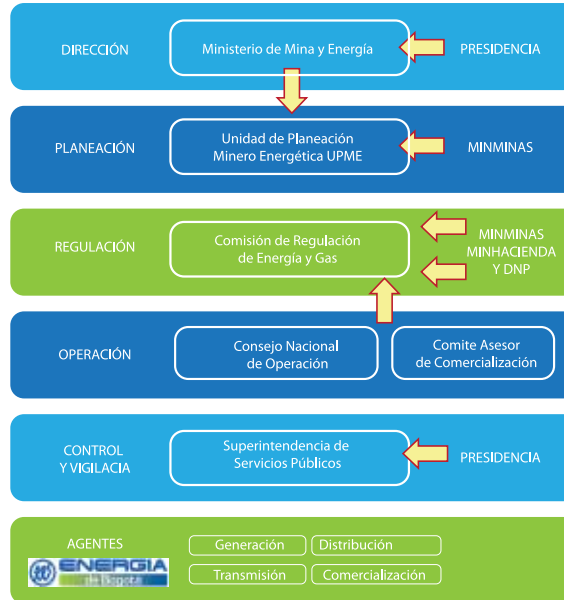 DIRECCIÓN
Ministerio de Mina y Energía
PRESIDENCIA
PLANEACIÓN
Unidad de Planeación
Minero Energética UPME
MINMINAS
REGULACIÓN
Comisión de Regulación
de Energía y Gas
MINMINAS
MINHACIENDA
Y DNP
OPERACIÓN
Consejo Nacional
de Operación
Comite Asesor
de Comercialización
CONTROL
Y VIGILACIA
Superintendencia de
Servicios Públicos
PRESIDENCIA
AGENTES
ENERGIA
de Bogotá
Generación
Distribución
Transmisión
Comercialización